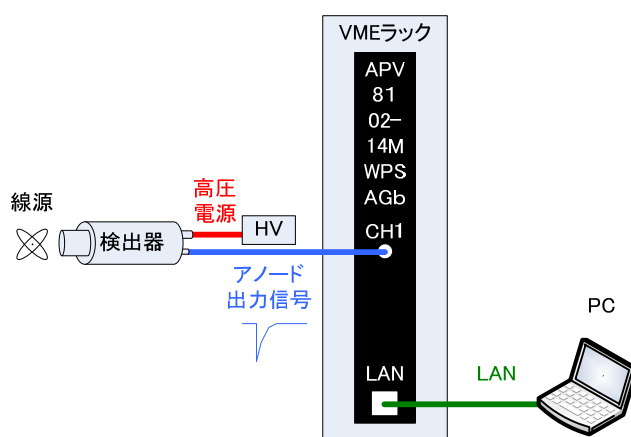 VMEラック
APV
81
02-
14M
WPS
AGb
CH1
線源
検出器
高圧
電源
HV
アノード
出力信号
LAN
LAN
PC